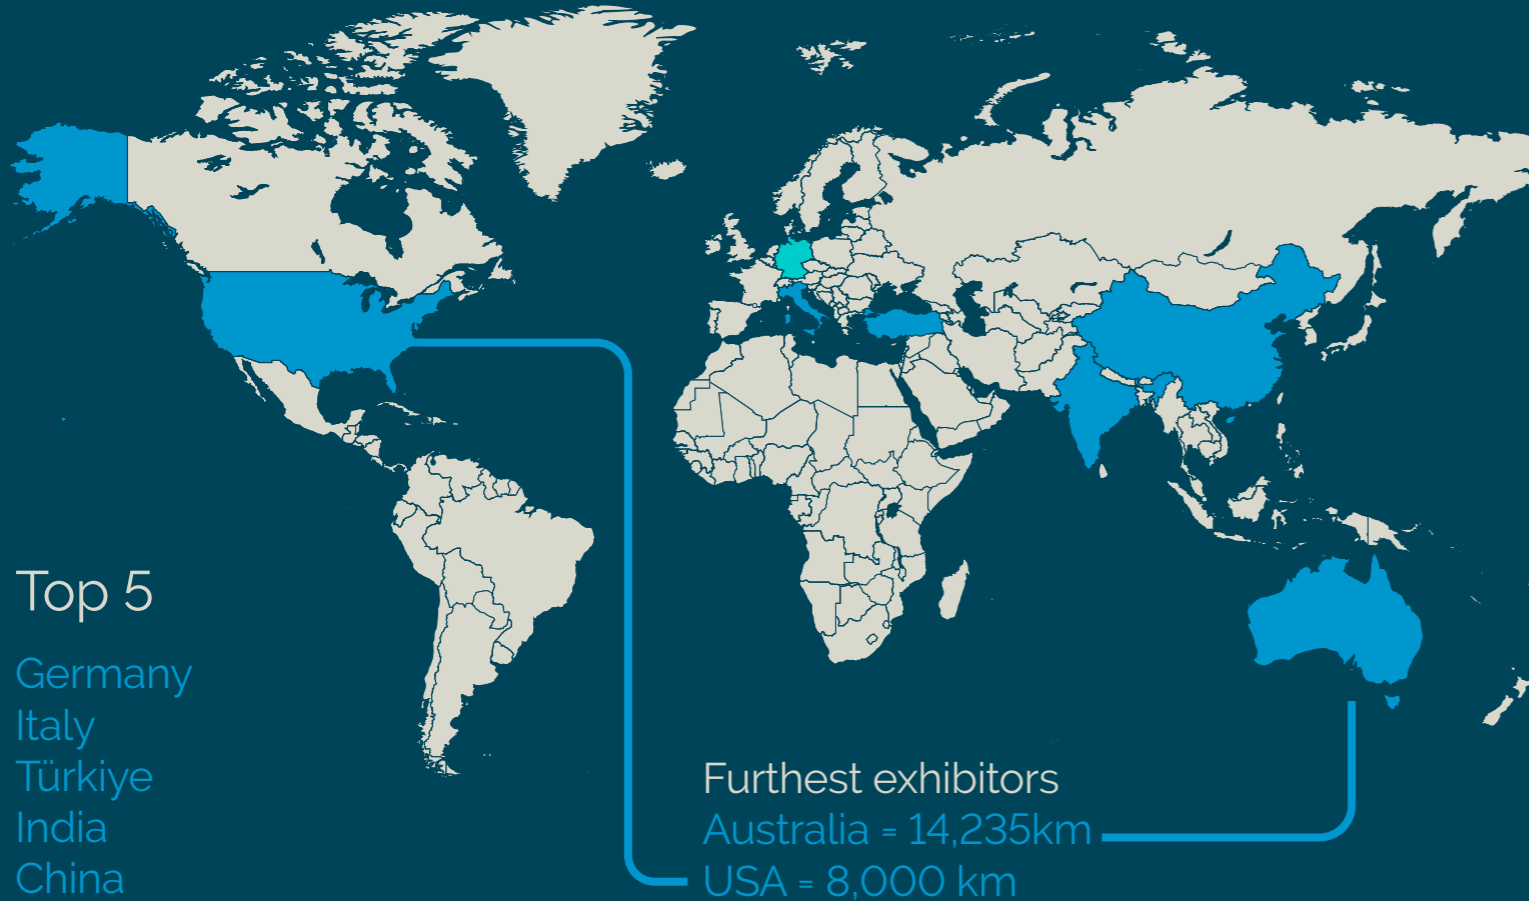 Top 5
Germany
Italy
Türkiye
India
China
Furthest exhibitors
Australia = 14,235km
USA = 8,000 km